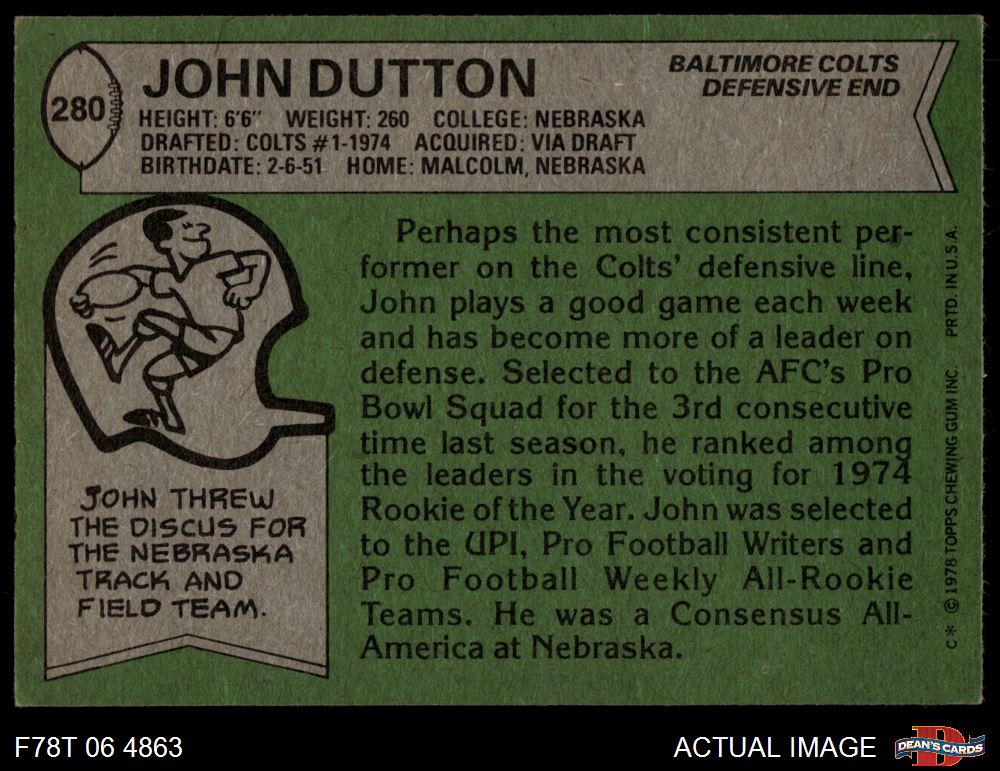 280
JOHN DUTTON
BALTIMORE COLTS
DEFENSIVE END
HEIGHT: 6'6" WEIGHT: 260 COLLEGE: NEBRASKA
DRAFTED: COLTS #1-1974 ACQUIRED: VIA DRAFT
BIRTHDATE: 2-6-51 HOME: MALCOLM, NEBRASKA
JOHN THREW
THE DISCUS FOR
THE NEBRASKA
TRACK AND
FIELD TEAM.
Perhaps the most consistent per-
former on the Colts' defensive line,
John plays a good game each week
and has become more of a leader on
defense. Selected to the AFC's Pro
Bowl Squad for the 3rd consecutive
time last season, he ranked among
the leaders in the voting for 1974
Rookie of the Year. John was selected
to the UPI, Pro Football Writers and
Pro Football Weekly All-Rookie
Teams. He was a Consensus All-
America at Nebraska.
C* © 1978 TOPPS CHEWING GUM INC. PRTD. IN U.S.A.
F78T 06 4863
ACTUAL IMAGE
D
DEAN'S CARDS